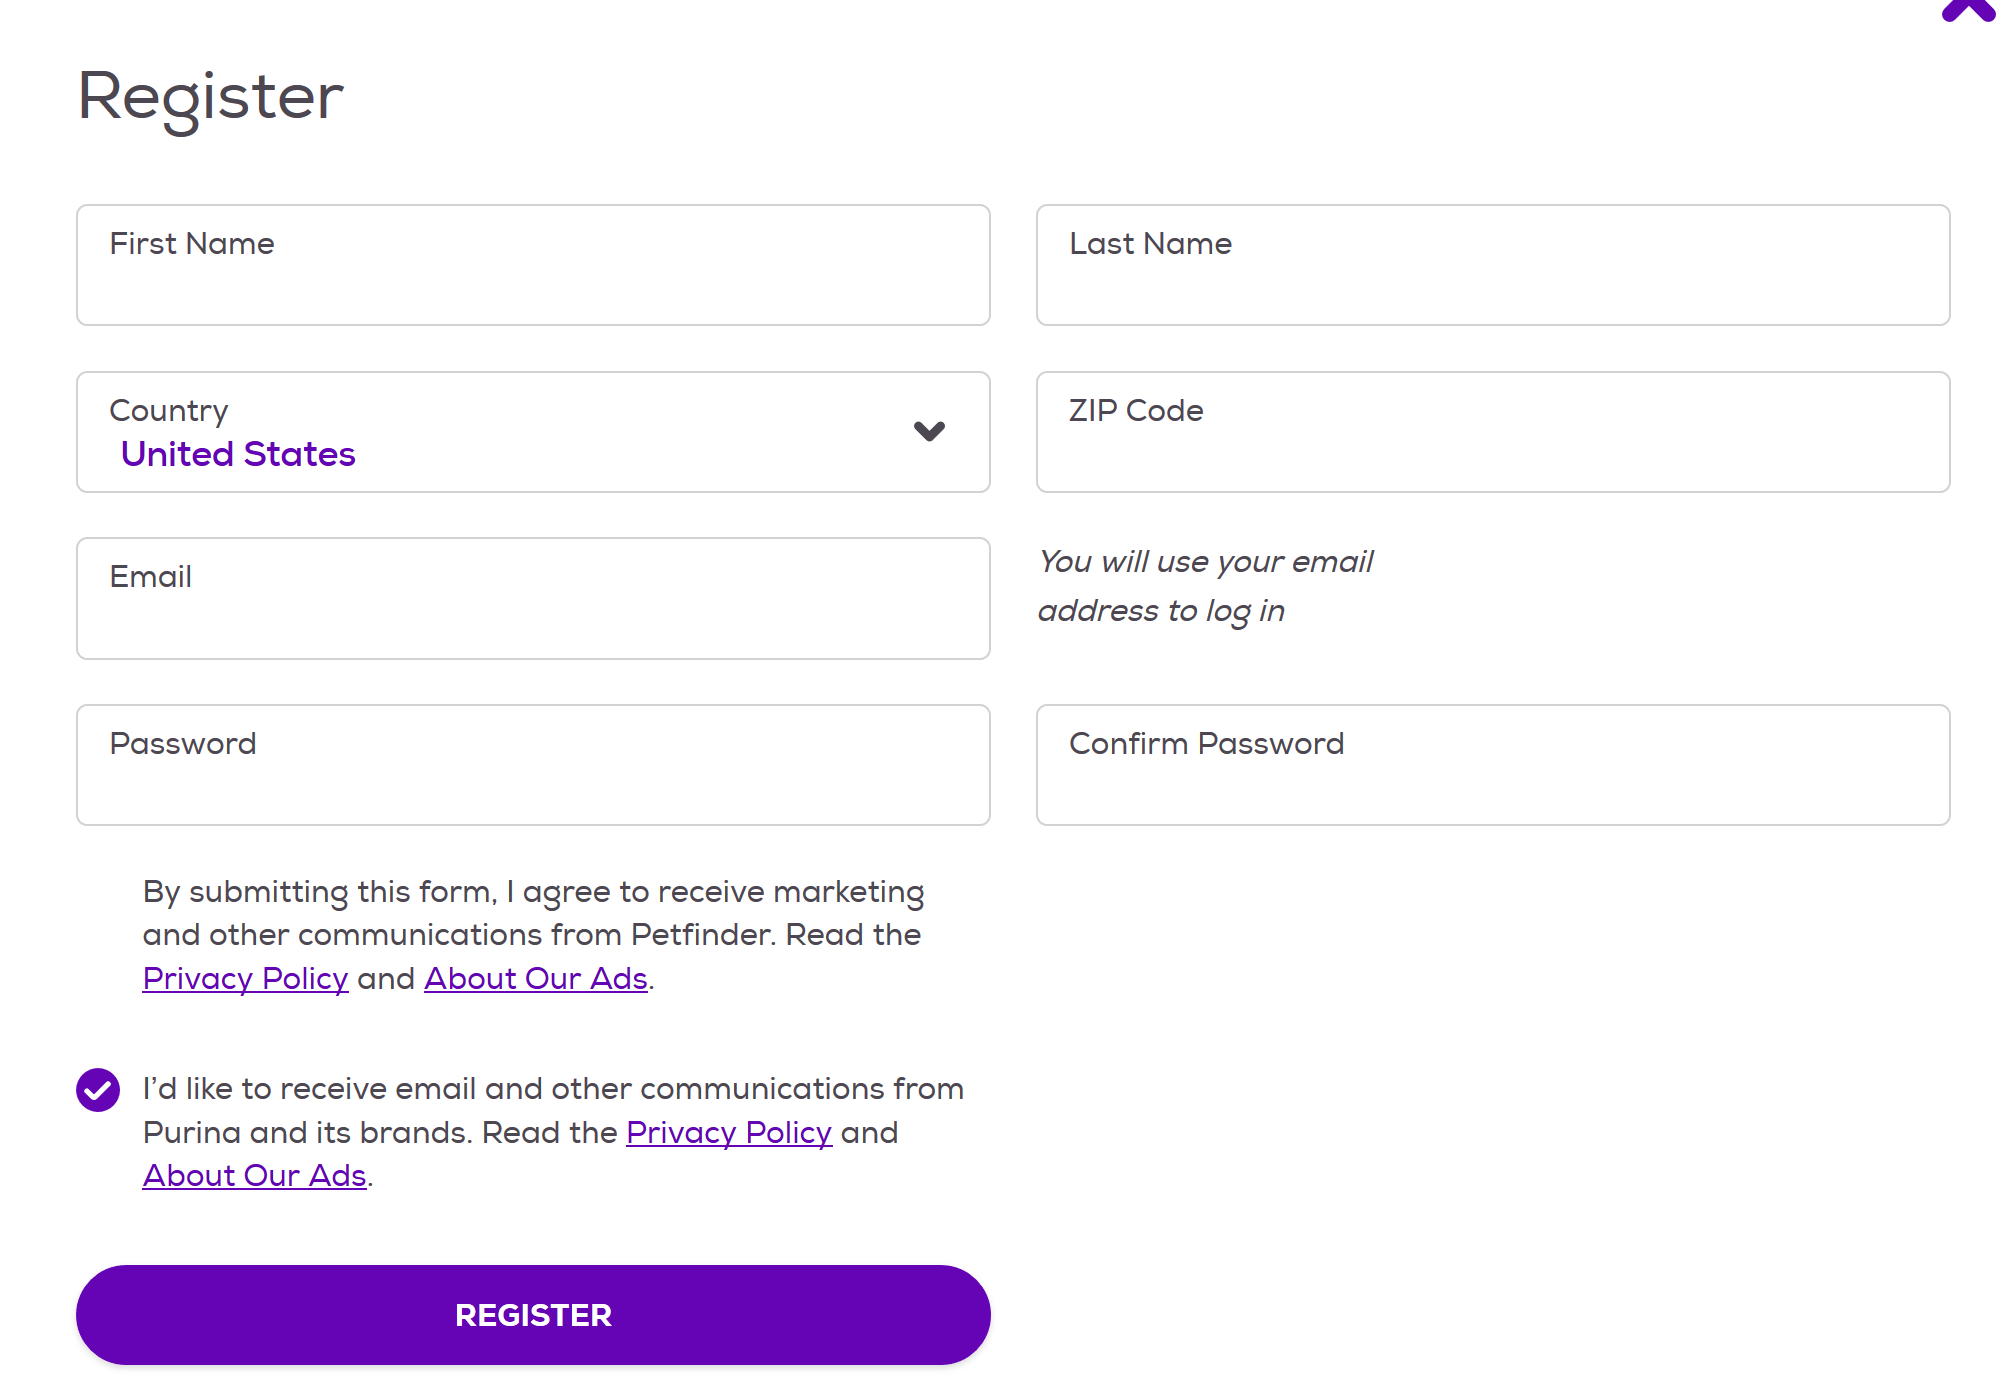 Register
First Name
Last Name
Country
United States
ZIP Code
Email
You will use your email
address to log in
Password
Confirm Password
By submitting this form, I agree to receive marketing
and other communications from Petfinder. Read the
Privacy Policy and About Our Ads.
I’d like to receive email and other communications from
Purina and its brands. Read the Privacy Policy and
About Our Ads.
REGISTER